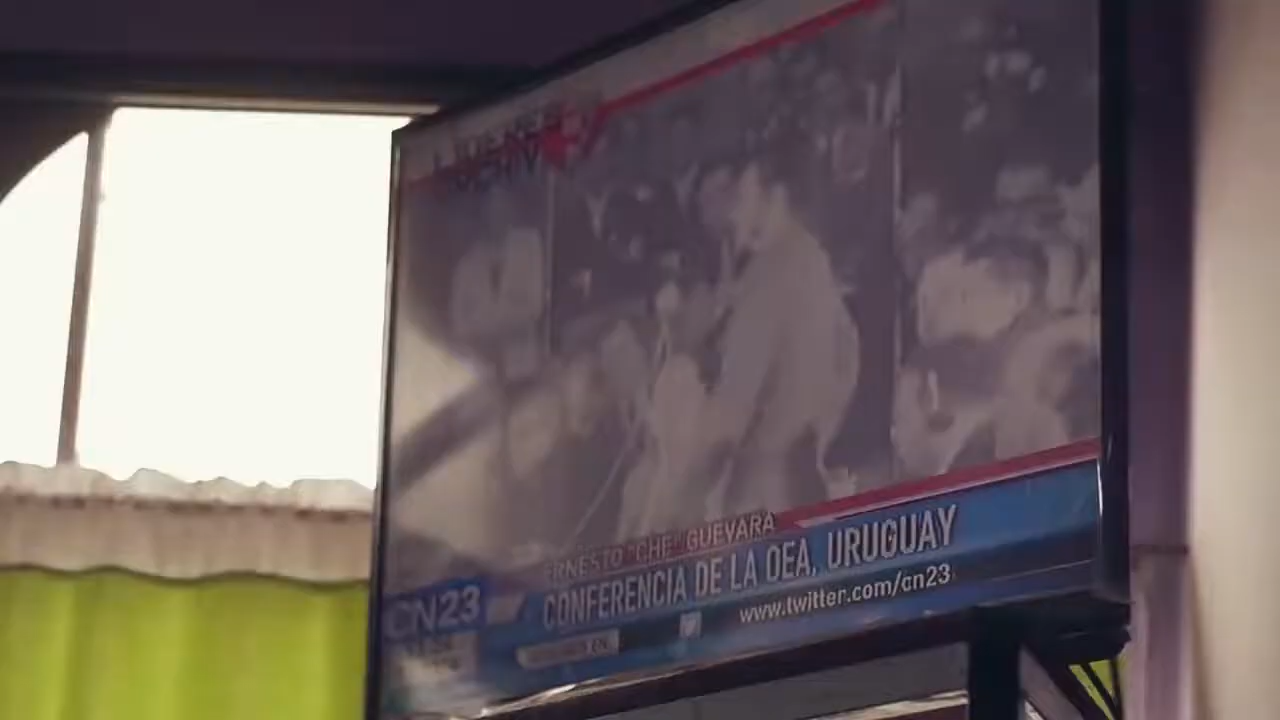 ERNESTO "CHE" GUEVARA
CONFERENCIA DE LA OEA, URUGUAY
CN23
www.twitter.com/cn23